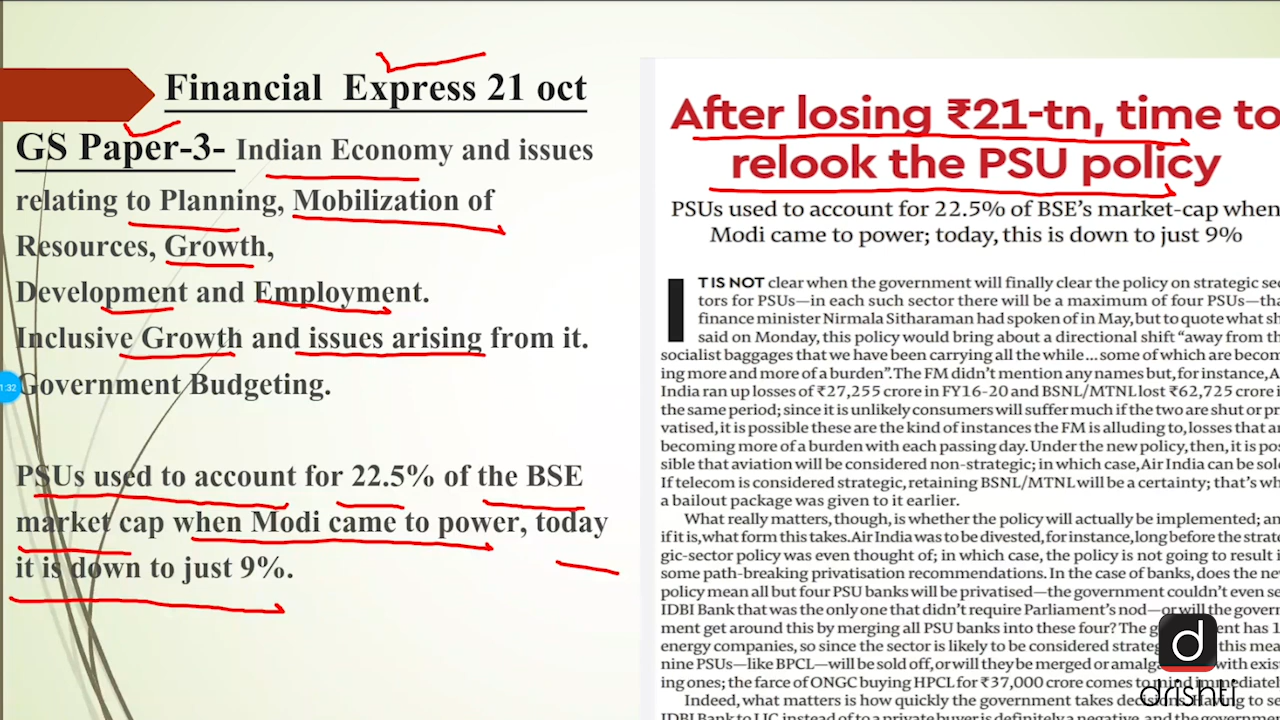 Financial Express 21 oct
GS Paper-3- Indian Economy and issues
relating to Planning, Mobilization of
Resources, Growth,
Development and Employment.
Inclusive Growth and issues arising from it.
Government Budgeting.
1:32
PSUs used to account for 22.5% of the BSE
market cap when Modi came to power, today
it is down to just 9%.
After losing ₹21-tn, time to
relook the PSU policy
PSUs used to account for 22.5% of BSE's market-cap when
Modi came to power; today, this is down to just 9%
IT IS NOT clear when the government will finally clear the policy on strategic sec
tors for PSUs—in each such sector there will be a maximum of four PSUs—tha
finance minister Nirmala Sitharaman had spoken of in May, but to quote what sh
said on Monday, this policy would bring about a directional shift “away from th
socialist baggages that we have been carrying all the while... some of which are becom
ing more and more of a burden”. The FM didn't mention any names but, for instance, A
India ran up losses of ₹27,255 crore in FY16-20 and BSNL/MTNL lost ₹62,725 crore i
the same period; since it is unlikely consumers will suffer much if the two are shut or pr
vatised, it is possible these are the kind of instances the FM is alluding to, losses that ar
becoming more of a burden with each passing day. Under the new policy, then, it is pos
sible that aviation will be considered non-strategic; in which case, Air India can be sol
If telecom is considered strategic, retaining BSNL/MTNL will be a certainty; that's wh
a bailout package was given to it earlier.
What really matters, though, is whether the policy will actually be implemented; an
if it is, what form this takes. Air India was to be divested, for instance, long before the strate
gic-sector policy was even thought of; in which case, the policy is not going to result i
some path-breaking privatisation recommendations. In the case of banks, does the ne
policy mean all but four PSU banks will be privatised—the government couldn't even se
IDBI Bank that was the only one that didn't require Parliament's nod—or will the govern
ment get around this by merging all PSU banks into these four? The g ent has 1
energy companies, so since the sector is likely to be considered strateg this mea
nine PSUs—like BPCL—will be sold off, or will they be merged or amalga with exis
ing ones; the farce of ONGC buying HPCL for ₹37,000 crore comes to mind immediatel
Indeed, what matters is how quickly the government takes decisions. Having to se
IDBI Bank to LIC instead of to a private buyer is definitely a negative, and the governme
d
drishti